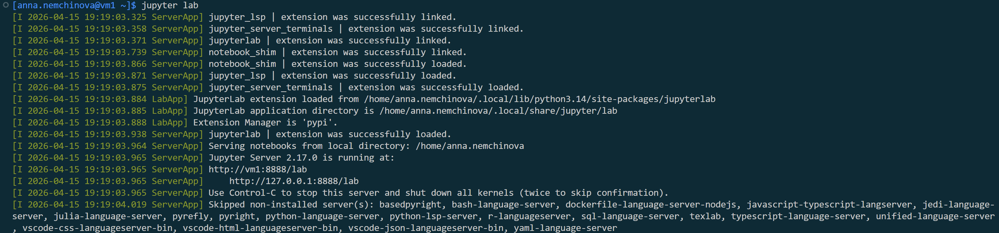 [anna.nemchinova@vm1 ~]$ jupyter lab
[I 2026-04-15 19:19:03.325 ServerApp] jupyter_lsp | extension was successfully linked.
[I 2026-04-15 19:19:03.358 ServerApp] jupyter_server_terminals | extension was successfully linked.
[I 2026-04-15 19:19:03.371 ServerApp] jupyterlab | extension was successfully linked.
[I 2026-04-15 19:19:03.739 ServerApp] notebook_shim | extension was successfully linked.
[I 2026-04-15 19:19:03.866 ServerApp] notebook_shim | extension was successfully loaded.
[I 2026-04-15 19:19:03.871 ServerApp] jupyter_lsp | extension was successfully loaded.
[I 2026-04-15 19:19:03.875 ServerApp] jupyter_server_terminals | extension was successfully loaded.
[I 2026-04-15 19:19:03.884 LabApp] JupyterLab extension loaded from /home/anna.nemchinova/.local/lib/python3.14/site-packages/jupyterlab
[I 2026-04-15 19:19:03.885 LabApp] JupyterLab application directory is /home/anna.nemchinova/.local/share/jupyter/lab
[I 2026-04-15 19:19:03.888 LabApp] Extension Manager is 'pypi'.
[I 2026-04-15 19:19:03.938 ServerApp] jupyterlab | extension was successfully loaded.
[I 2026-04-15 19:19:03.964 ServerApp] Serving notebooks from local directory: /home/anna.nemchinova
[I 2026-04-15 19:19:03.965 ServerApp] Jupyter Server 2.17.0 is running at:
[I 2026-04-15 19:19:03.965 ServerApp] http://vm1:8888/lab
[I 2026-04-15 19:19:03.965 ServerApp]     http://127.0.0.1:8888/lab
[I 2026-04-15 19:19:03.965 ServerApp] Use Control-C to stop this server and shut down all kernels (twice to skip confirmation).
[I 2026-04-15 19:19:04.019 ServerApp] Skipped non-installed server(s): basedpyright, bash-language-server, dockerfile-language-server-nodejs, javascript-typescript-langserver, jedi-language-
server, julia-language-server, pyrefly, pyright, python-language-server, python-lsp-server, r-languageserver, sql-language-server, texlab, typescript-language-server, unified-language-server
, vscode-css-languageserver-bin, vscode-html-languageserver-bin, vscode-json-languageserver-bin, yaml-language-server